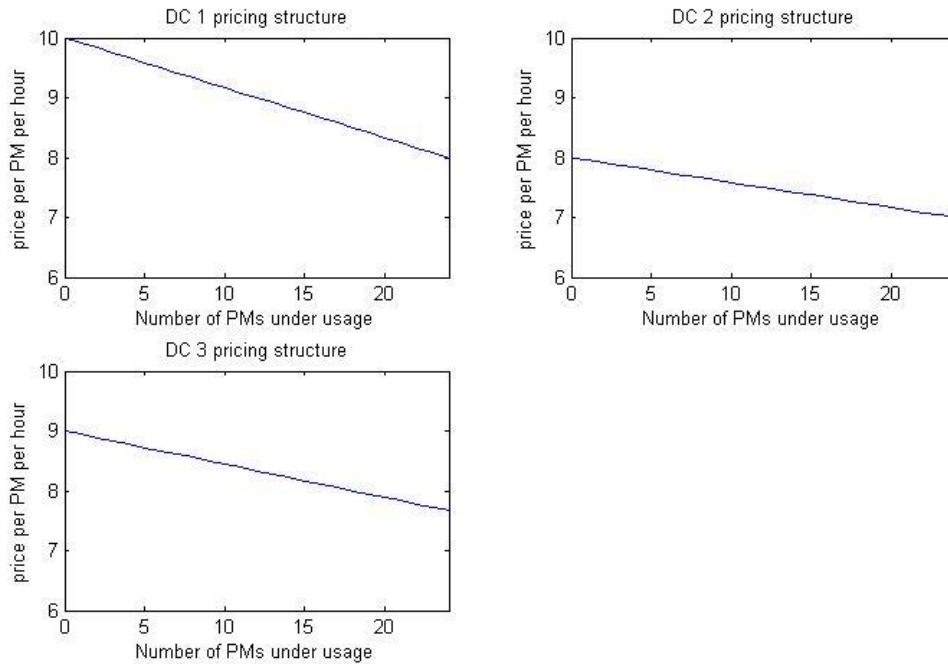 DC 1 pricing structure
10
9
8
7
6
price per PM per hour
0 5 10 15 20
Number of PMs under usage
DC 2 pricing structure
10
9
8
7
6
price per PM per hour
0 5 10 15 20
Number of PMs under usage
DC 3 pricing structure
10
9
8
7
6
price per PM per hour
0 5 10 15 20
Number of PMs under usage